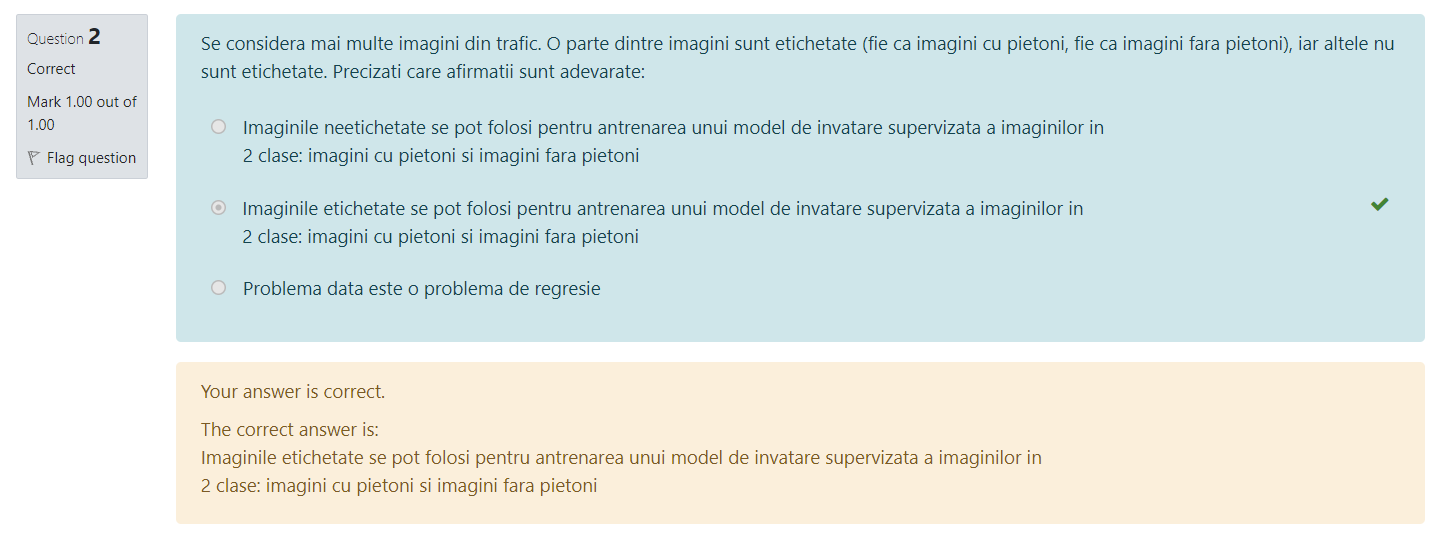 Question 2
Correct
Mark 1.00 out of
1.00
Flag question
Se considera mai multe imagini din trafic. O parte dintre imagini sunt etichetate (fie ca imagini cu pietoni, fie ca imagini fara pietoni), iar altele nu
sunt etichetate. Precizati care afirmatii sunt adevarate:
Imaginile neetichetate se pot folosi pentru antrenarea unui model de invatare supervizata a imaginilor in
2 clase: imagini cu pietoni si imagini fara pietoni
Imaginile etichetate se pot folosi pentru antrenarea unui model de invatare supervizata a imaginilor in
2 clase: imagini cu pietoni si imagini fara pietoni
Problema data este o problema de regresie
Your answer is correct.
The correct answer is:
Imaginile etichetate se pot folosi pentru antrenarea unui model de invatare supervizata a imaginilor in
2 clase: imagini cu pietoni si imagini fara pietoni